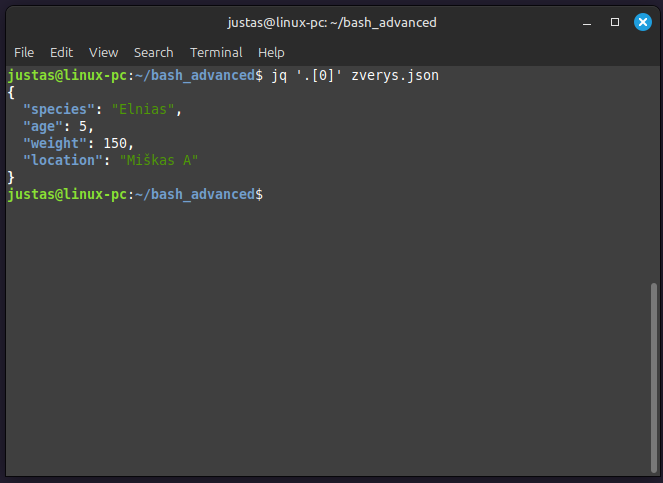 justas@linux-pc: ~/bash_advanced
File Edit View Search Terminal Help
justas@linux-pc:~/bash_advanced$ jq '.[0]' zverys.json
{
  "species": "Elnias",
  "age": 5,
  "weight": 150,
  "location": "Miškas A"
}
justas@linux-pc:~/bash_advanced$